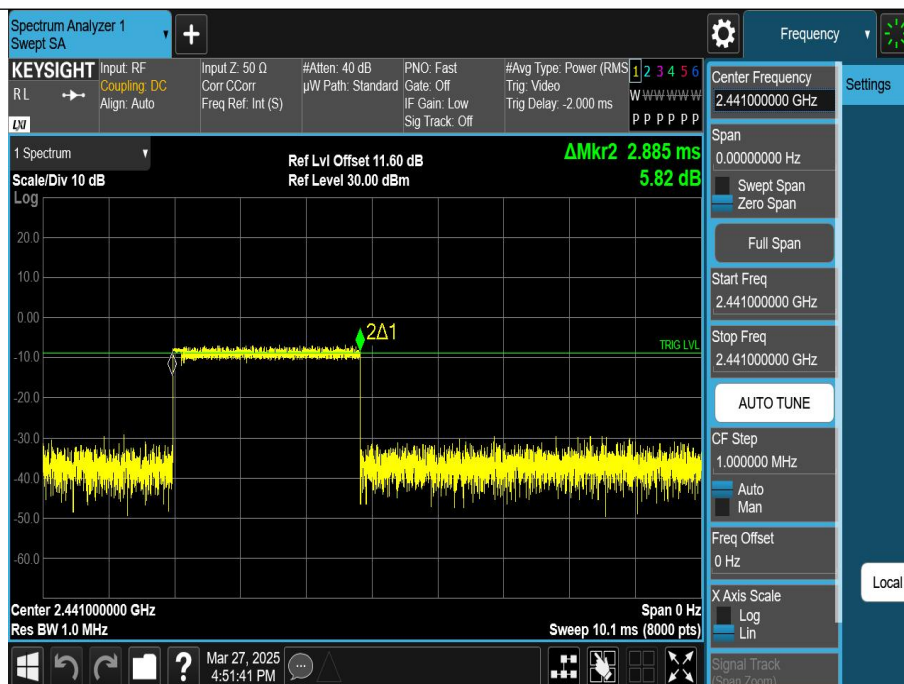 Spectrum Analyzer 1
Swept SA
Frequency
KEYSIGHT
R L
LXI
Input: RF
Coupling: DC
Align: Auto
Input Z: 50 Ω
Corr CCorr
Freq Ref: Int (S)
#Atten: 40 dB
µW Path: Standard
PNO: Fast
Gate: Off
IF Gain: Low
Sig Track: Off
#Avg Type: Power (RMS
Trig: Video
Trig Delay: -2.000 ms
1 2 3 4 5 6
W W W W W W
P P P P P P
1 Spectrum
Scale/Div 10 dB
Log
Ref Lvl Offset 11.60 dB
Ref Level 30.00 dBm
ΔMkr2 2.885 ms
5.82 dB
20.0
10.0
0.00
-10.0
-20.0
-30.0
-40.0
-50.0
-60.0
2Δ1
TRIG LVL
Center 2.441000000 GHz
Res BW 1.0 MHz
Span 0 Hz
Sweep 10.1 ms (8000 pts)
Center Frequency
2.441000000 GHz
Span
0.00000000 Hz
Swept Span
Zero Span
Full Span
Start Freq
2.441000000 GHz
Stop Freq
2.441000000 GHz
AUTO TUNE
CF Step
1.000000 MHz
Auto
Man
Freq Offset
0 Hz
X Axis Scale
Log
Lin
Signal Track
(Span Zoom)
Settings
Local
?
Mar 27, 2025
4:51:41 PM